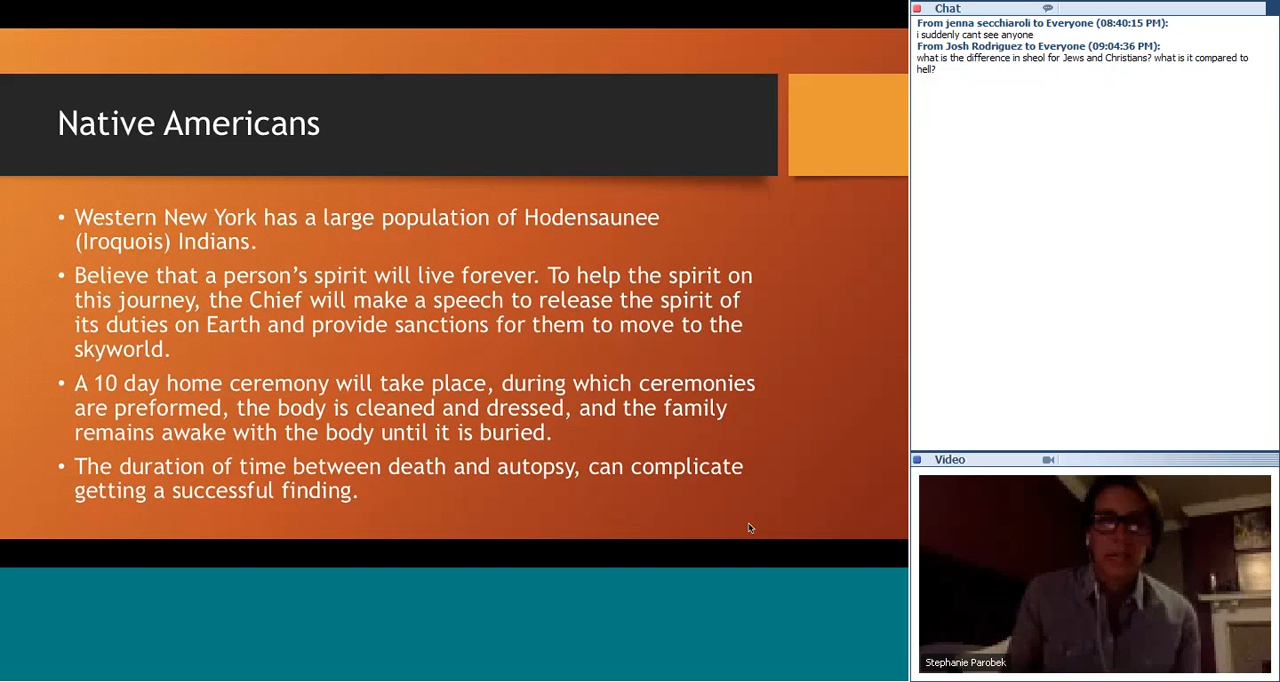 Native Americans
• Western New York has a large population of Hodensaunee
(Iroquois) Indians.
• Believe that a person’s spirit will live forever. To help the spirit on
this journey, the Chief will make a speech to release the spirit of
its duties on Earth and provide sanctions for them to move to the
skyworld.
• A 10 day home ceremony will take place, during which ceremonies
are preformed, the body is cleaned and dressed, and the family
remains awake with the body until it is buried.
• The duration of time between death and autopsy, can complicate
getting a successful finding.
Chat
From jenna secchiaroli to Everyone (08:40:15 PM):
i suddenly cant see anyone
From Josh Rodriguez to Everyone (09:04:36 PM):
what is the difference in sheol for Jews and Christians? what is it compared to
hell?
Video
Stephanie Parobek